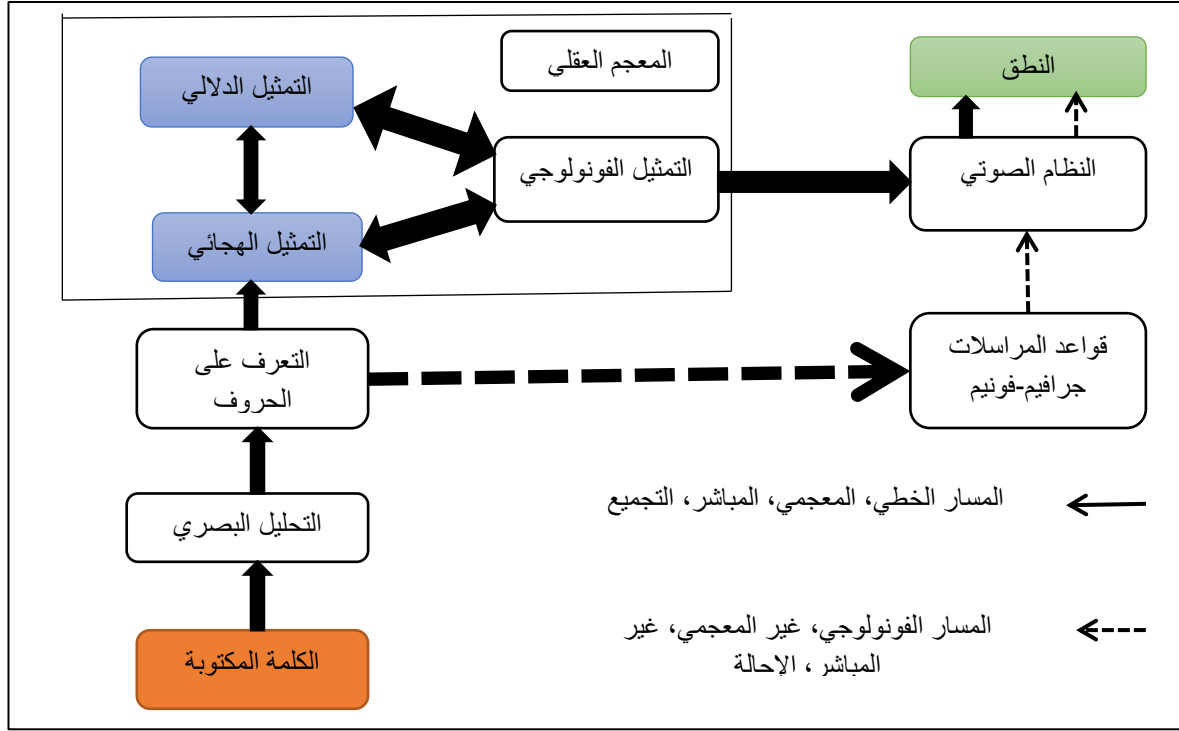 المعجم العقلي
النطق
التمثيل الدلالي
التمثيل الفونولوجي
النظام الصوتي
التمثيل الهجائي
التعرف على
الحروف
قواعد المراسلات
جرافيم-فونيم
التحليل البصري
المسار الخطي، المعجمي، المباشر، التجميع
الكلمة المكتوبة
المسار الفونولوجي، غير المعجمي، غير
المباشر، الإحالة